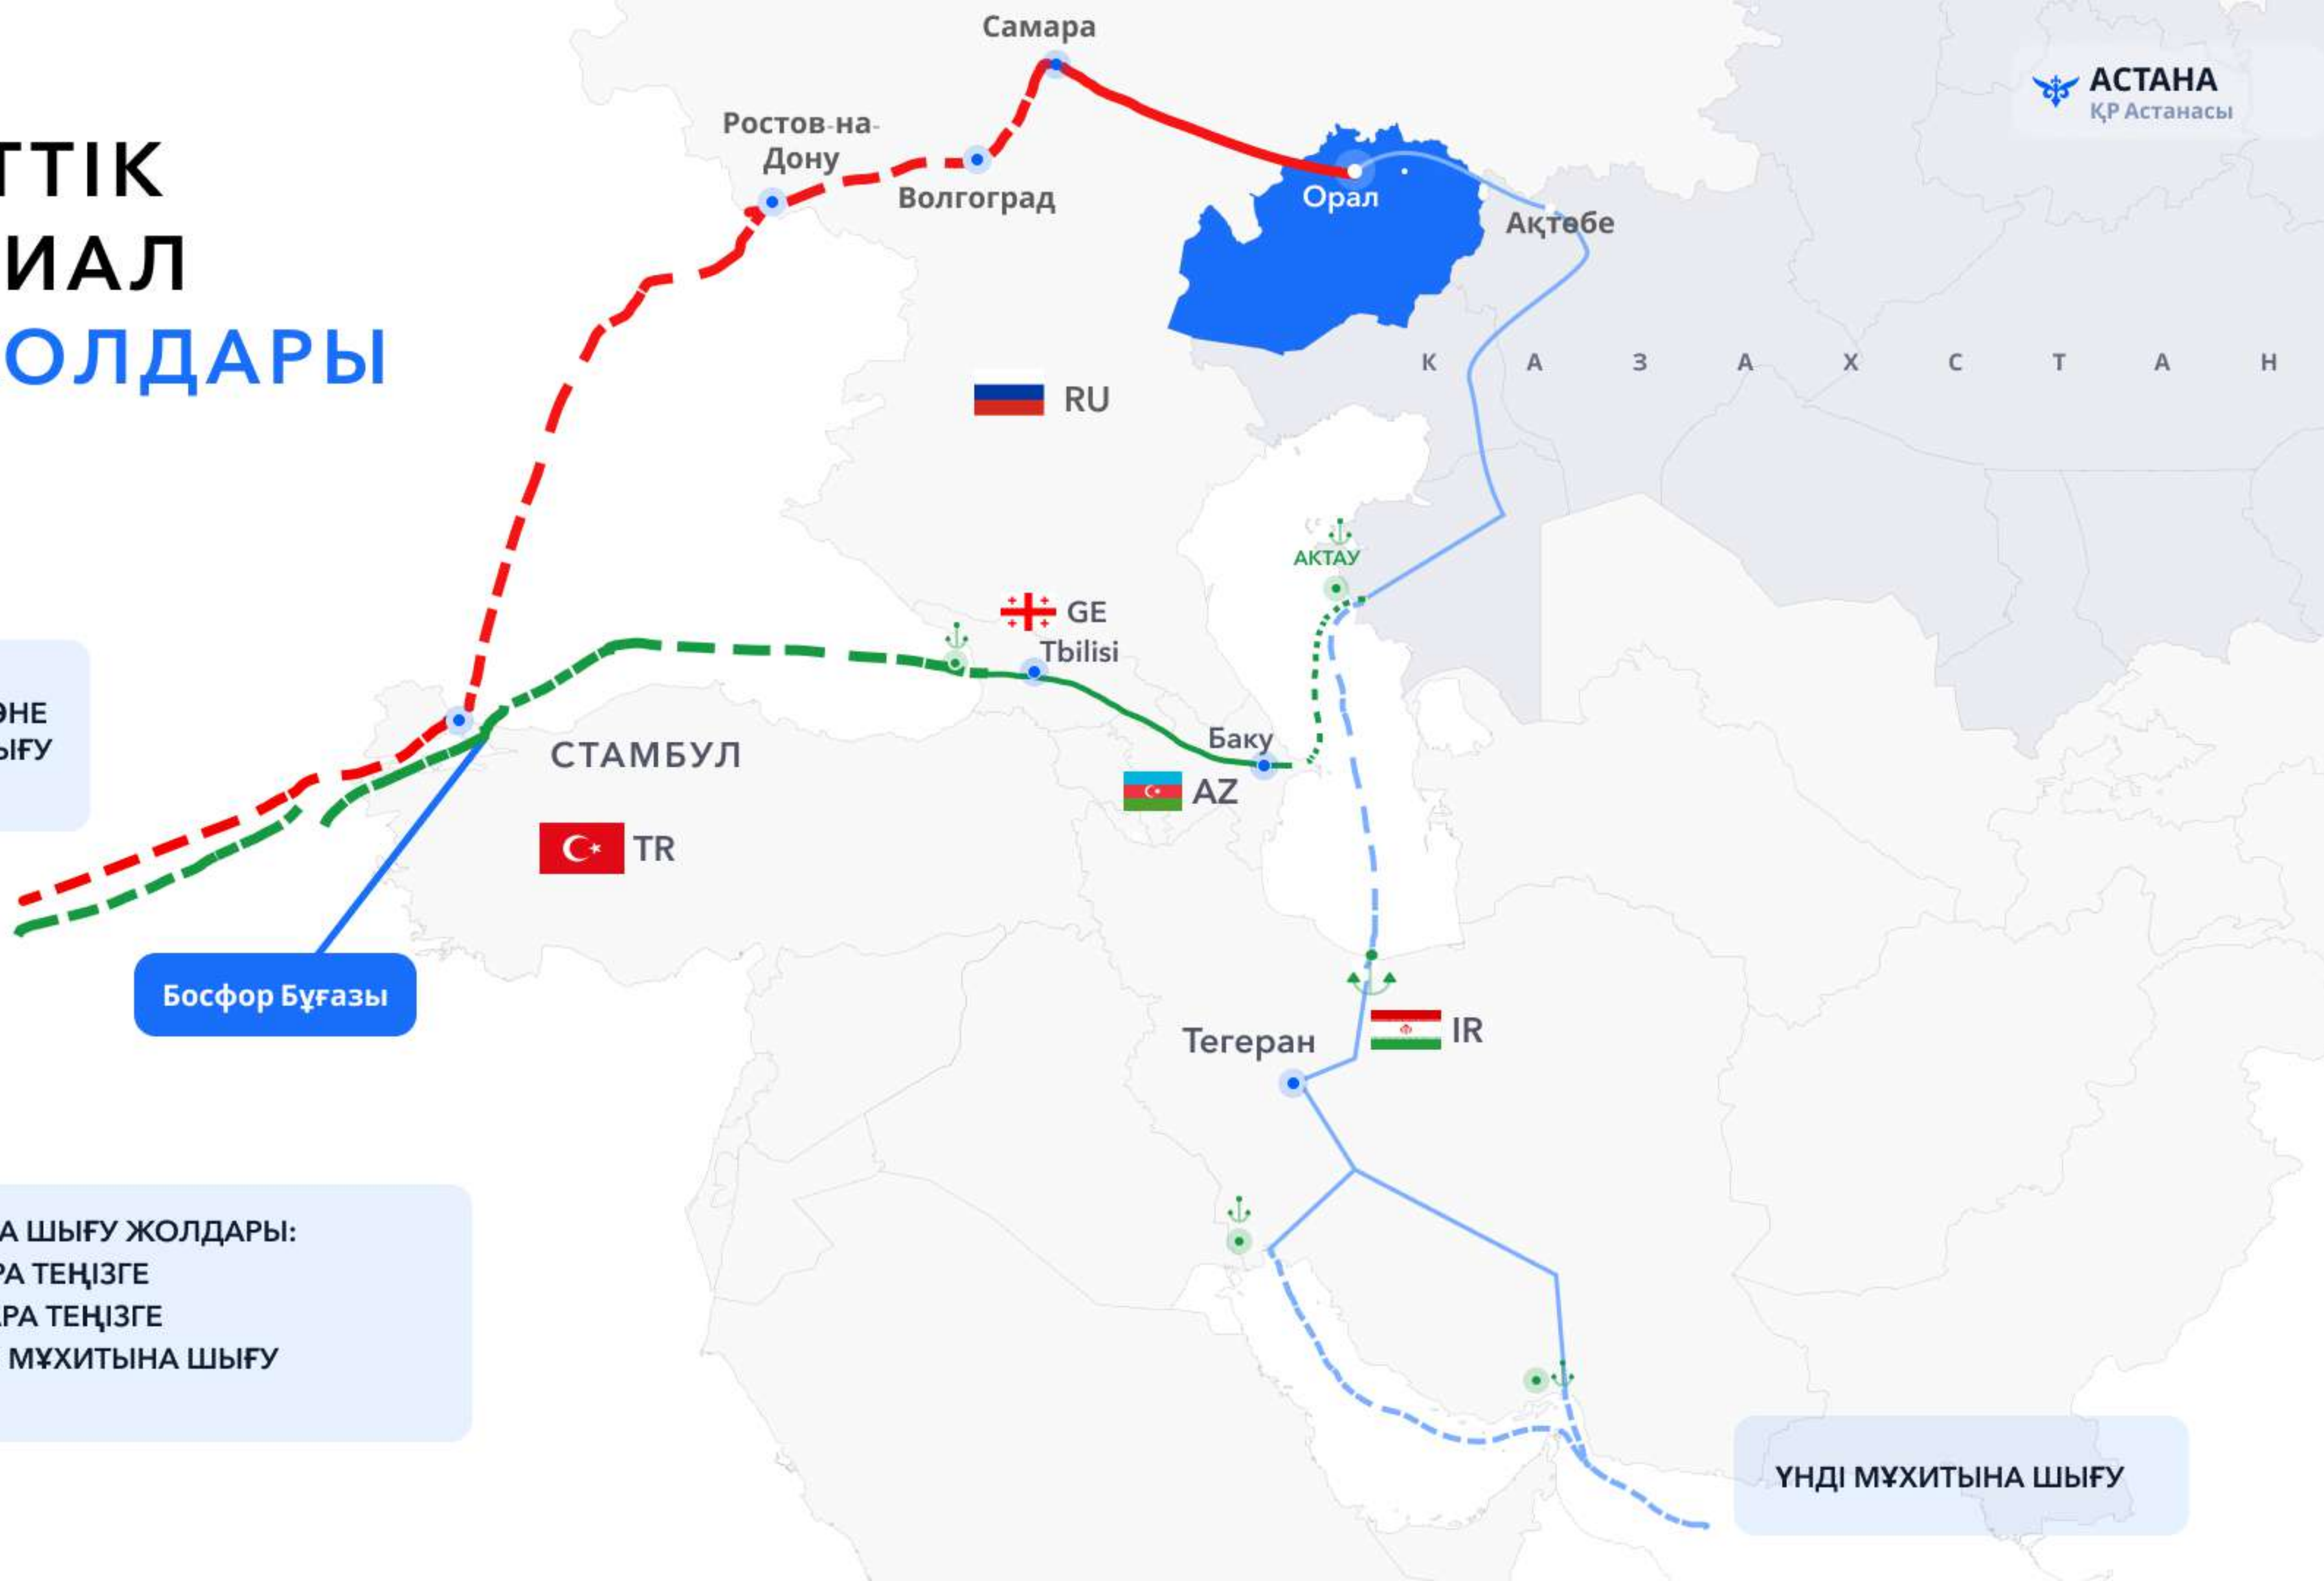 Самара
АСТАНА
ҚР Астанасы
Ростов-на-
Дону
Волгоград
ТТІК
ИАЛ
ОЛДАРЫ
Орал
Ақтөбе
К А З А Х С Т А Н
RU
АКТАУ
GE
Tbilisi
ӘНЕ
ЫҒУ
СТАМБУЛ
Баку
AZ
TR
Босфор Бұғазы
Тегеран
IR
А ШЫҒУ ЖОЛДАРЫ:
РА ТЕҢІЗГЕ
РА ТЕҢІЗГЕ
МҰХИТЫНА ШЫҒУ
ҮНДІ МҰХИТЫНА ШЫҒУ